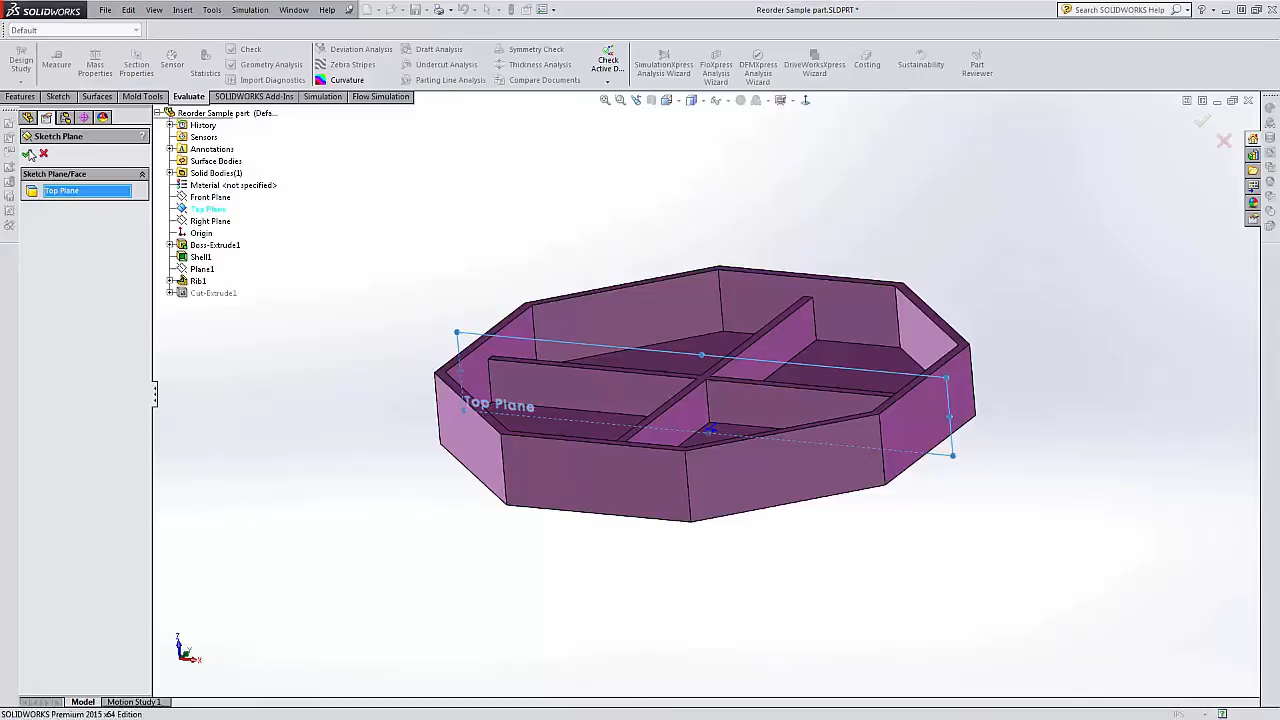 SOLIDWORKS File Edit View Insert Tools Simulation Window Help Reorder Sample part.SLDPRT * Search SOLIDWORKS Help
Default
Design Study
Measure
Mass Properties
Section Properties
Sensor
Statistics
Check
Geometry Analysis
Import Diagnostics
Deviation Analysis
Zebra Stripes
Curvature
Draft Analysis
Undercut Analysis
Parting Line Analysis
Symmetry Check
Thickness Analysis
Compare Documents
Check Active D...
SimulationXpress Analysis Wizard
FloXpress Analysis Wizard
DFMXpress Analysis Wizard
DriveWorksXpress Wizard
Costing
Sustainability
Part Reviewer
Features Sketch Surfaces Mold Tools Evaluate SOLIDWORKS Add-Ins Simulation Flow Simulation
Sketch Plane ?
Sketch Plane/Face
Top Plane
Reorder Sample part (Defa...
History
Sensors
Annotations
Surface Bodies
Solid Bodies(1)
Material <not specified>
Front Plane
Top Plane
Right Plane
Origin
Boss-Extrude1
Shell1
Plane1
Rib1
Cut-Extrude1
Top Plane
Z
Y
X
Model Motion Study 1
SOLIDWORKS Premium 2015 x64 Edition IPS